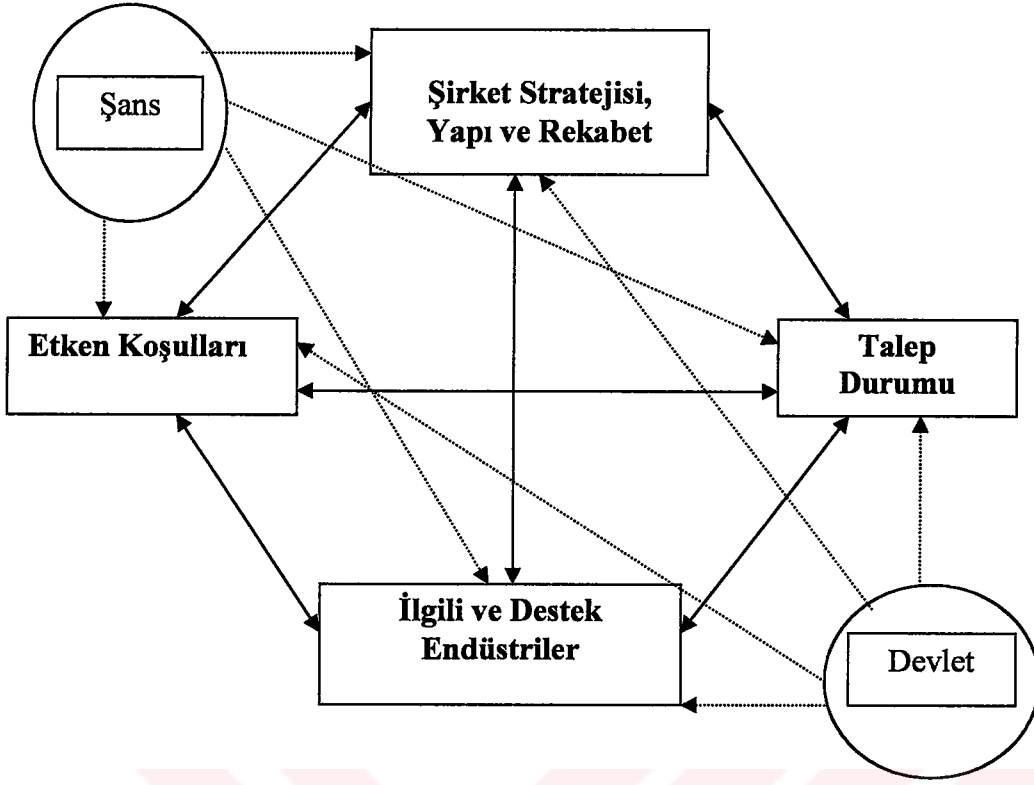 Şans
Şirket Stratejisi,
Yapı ve Rekabet
Etken Koşulları
Talep
Durumu
İlgili ve Destek
Endüstriler
Devlet